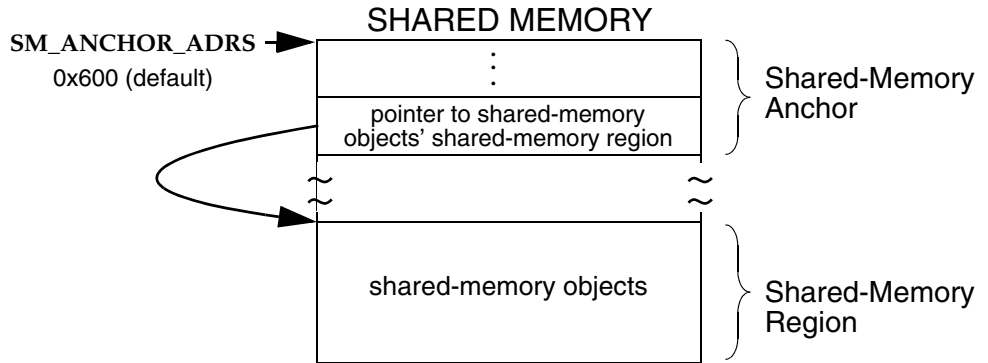 SHARED MEMORY
SM_ANCHOR_ADRS
0x600 (default)
pointer to shared-memory
objects’ shared-memory region
Shared-Memory
Anchor
shared-memory objects
Shared-Memory
Region